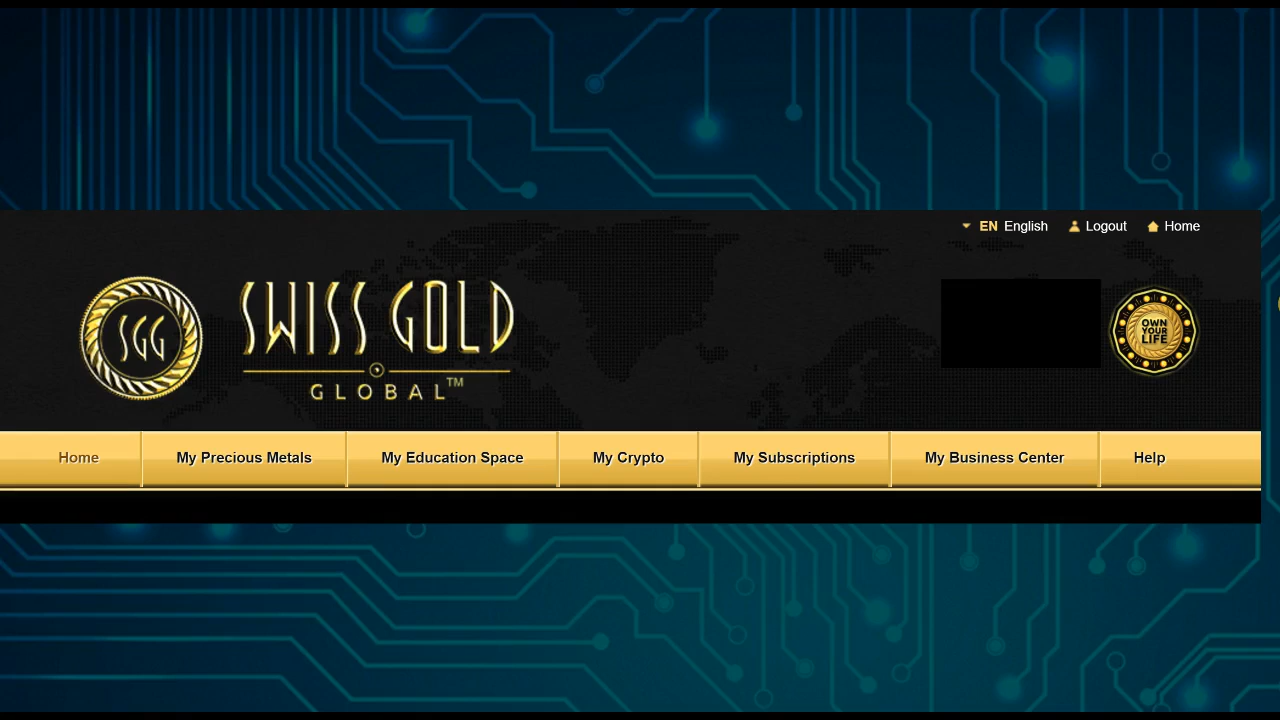 EN English Logout Home
SGG
SWISS GOLD
GLOBAL™
OWN
YOUR
LIFE
Home My Precious Metals My Education Space My Crypto My Subscriptions My Business Center Help